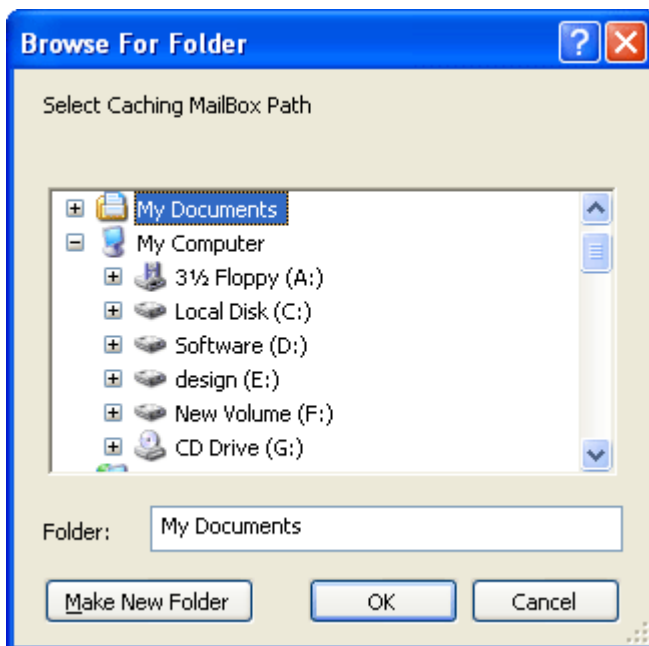 Browse For Folder
Select Caching MailBox Path
My Documents
My Computer
3½ Floppy (A:)
Local Disk (C:)
Software (D:)
design (E:)
New Volume (F:)
CD Drive (G:)
Folder: My Documents
Make New Folder OK Cancel